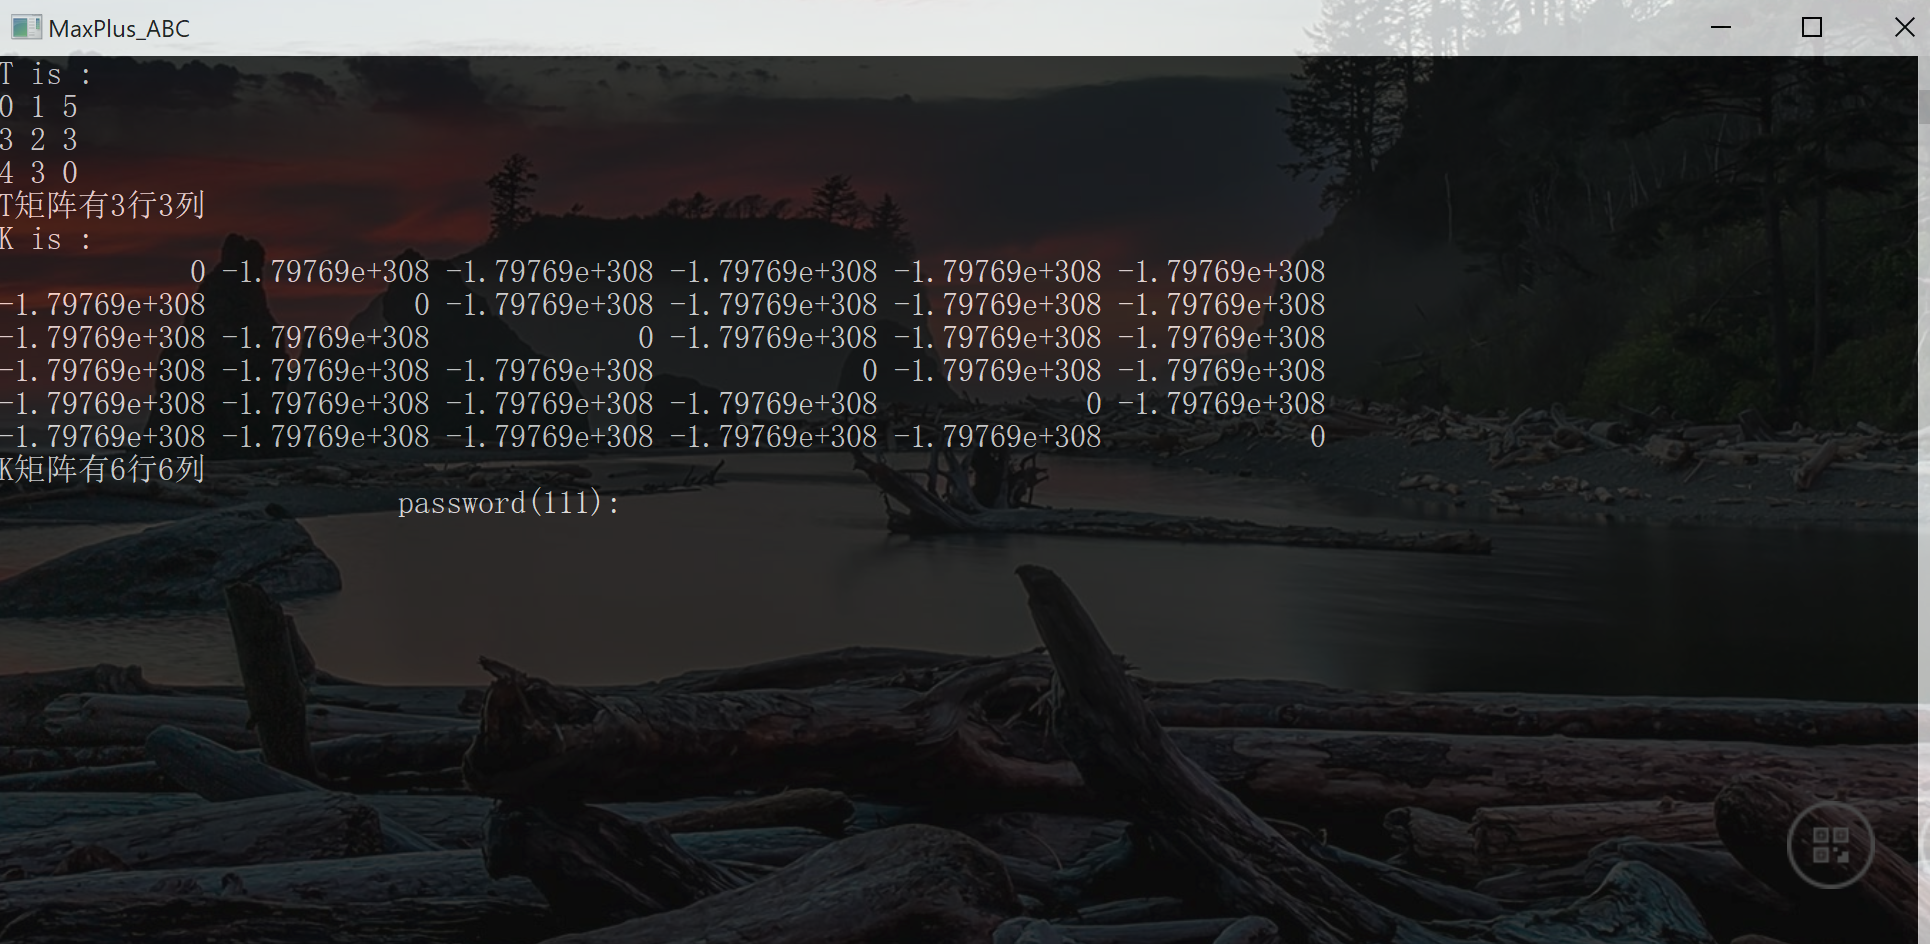 MaxPlus_ABC
T is :
0 1 5
3 2 3
4 3 0
T矩阵有3行3列
K is :
0 -1.79769e+308 -1.79769e+308 -1.79769e+308 -1.79769e+308 -1.79769e+308
-1.79769e+308 0 -1.79769e+308 -1.79769e+308 -1.79769e+308 -1.79769e+308
-1.79769e+308 -1.79769e+308 0 -1.79769e+308 -1.79769e+308 -1.79769e+308
-1.79769e+308 -1.79769e+308 -1.79769e+308 0 -1.79769e+308 -1.79769e+308
-1.79769e+308 -1.79769e+308 -1.79769e+308 -1.79769e+308 0 -1.79769e+308
-1.79769e+308 -1.79769e+308 -1.79769e+308 -1.79769e+308 -1.79769e+308 0
K矩阵有6行6列
password(111):